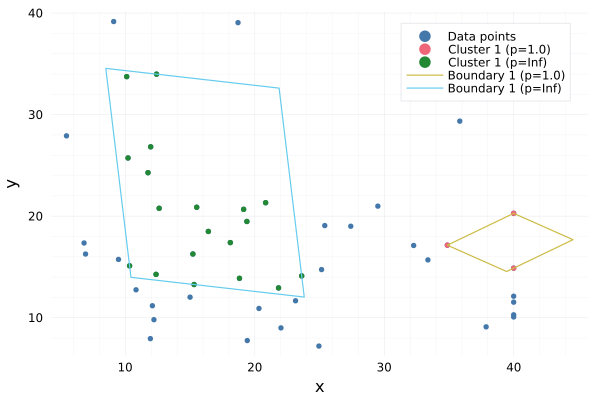 40
30
20
10
y
10
20
30
40
x
Data points
Cluster 1 (p=1.0)
Cluster 1 (p=Inf)
Boundary 1 (p=1.0)
Boundary 1 (p=Inf)